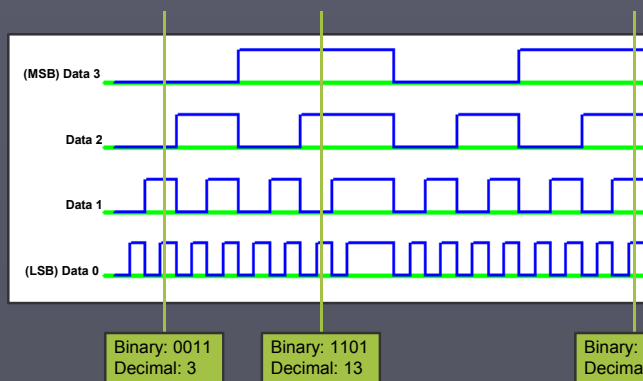 (MSB) Data 3
Data 2
Data 1
(LSB) Data 0
Binary: 0011
Decimal: 3
Binary: 1101
Decimal: 13
Binary: